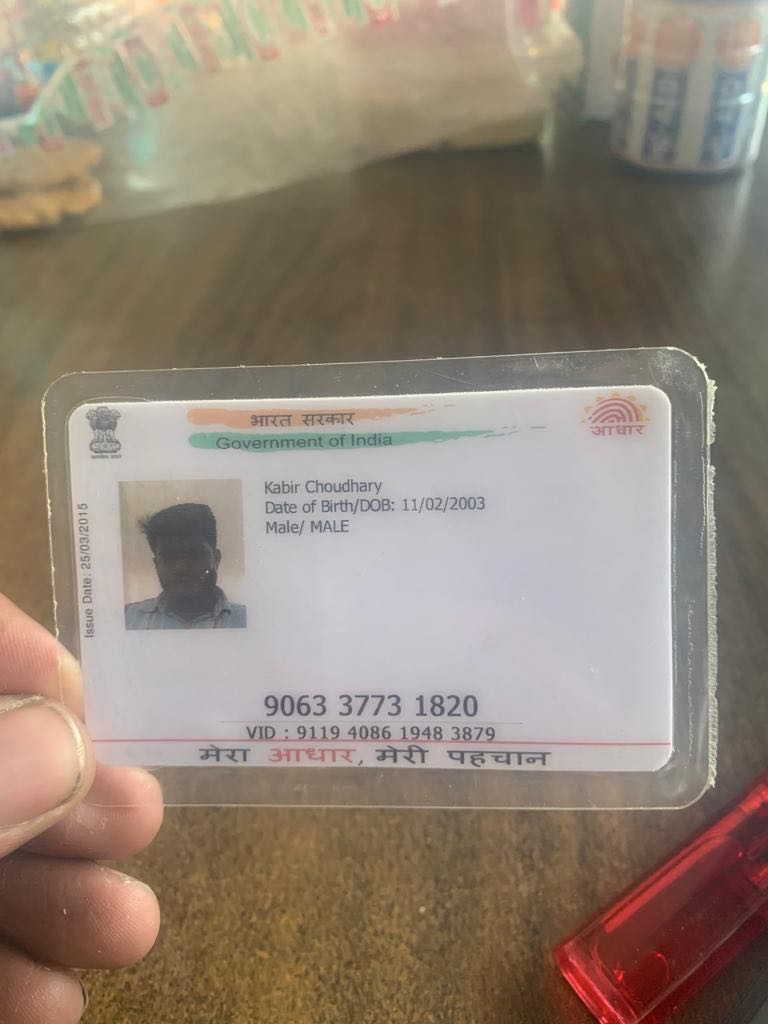 भारत सरकार
Government of India
आधार
Issue Date: 25/03/2015
Kabir Choudhary
Date of Birth/DOB: 11/02/2003
Male/ MALE
9063 3773 1820
VID : 9119 4086 1948 3879
मेरा आधार, मेरी पहचान